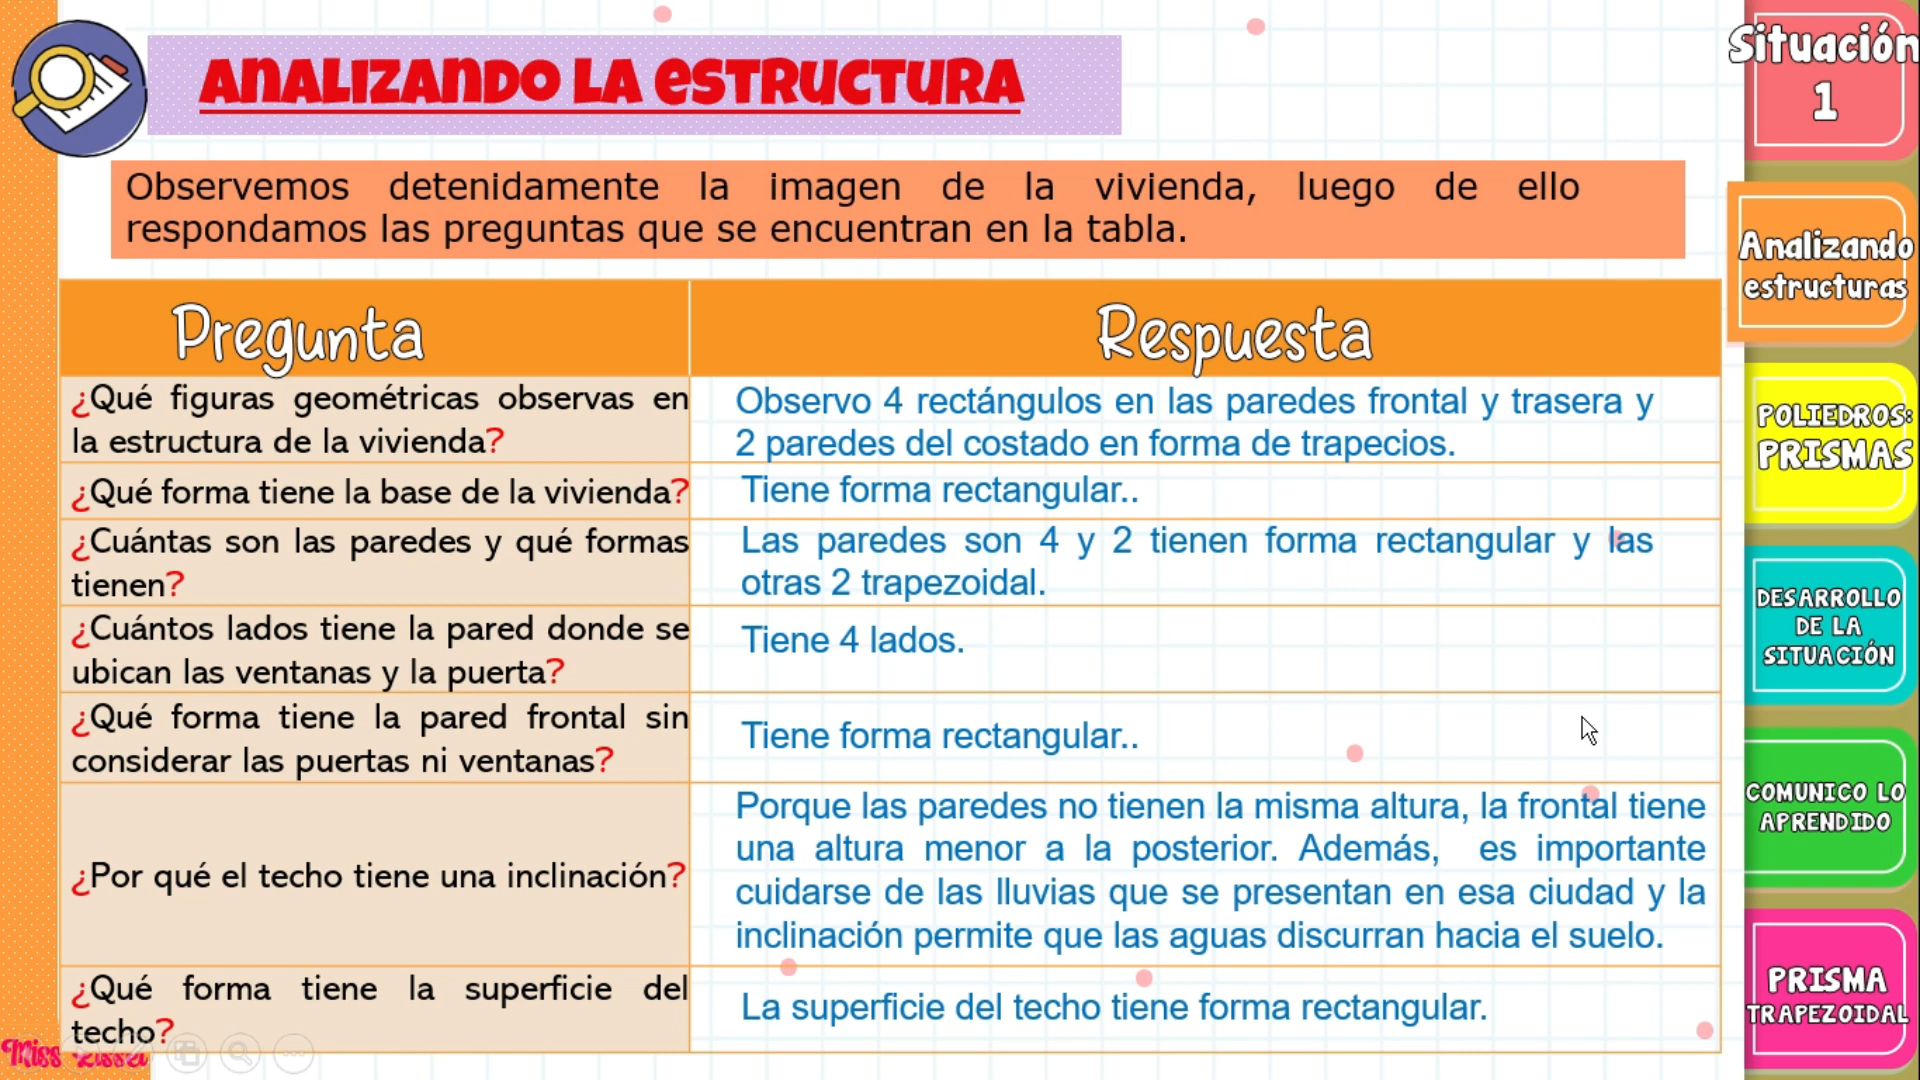 ANALIZANDO LA ESTRUCTURA
Observemos detenidamente la imagen de la vivienda, luego de ello
respondamos las preguntas que se encuentran en la tabla.
Pregunta
Respuesta
¿Qué figuras geométricas observas en
la estructura de la vivienda?
Observo 4 rectángulos en las paredes frontal y trasera y
2 paredes del costado en forma de trapecios.
¿Qué forma tiene la base de la vivienda?
Tiene forma rectangular..
¿Cuántas son las paredes y qué formas
tienen?
Las paredes son 4 y 2 tienen forma rectangular y las
otras 2 trapezoidal.
¿Cuántos lados tiene la pared donde se
ubican las ventanas y la puerta?
Tiene 4 lados.
¿Qué forma tiene la pared frontal sin
considerar las puertas ni ventanas?
Tiene forma rectangular..
¿Por qué el techo tiene una inclinación?
Porque las paredes no tienen la misma altura, la frontal tiene
una altura menor a la posterior. Además, es importante
cuidarse de las lluvias que se presentan en esa ciudad y la
inclinación permite que las aguas discurran hacia el suelo.
¿Qué forma tiene la superficie del
techo?
La superficie del techo tiene forma rectangular.
Miss
Situación
1
Analizando
estructuras
POLIEDROS:
PRISMAS
DESARROLLO
DE LA
SITUACIÓN
COMUNICO LO
APRENDIDO
PRISMA
TRAPEZOIDAL